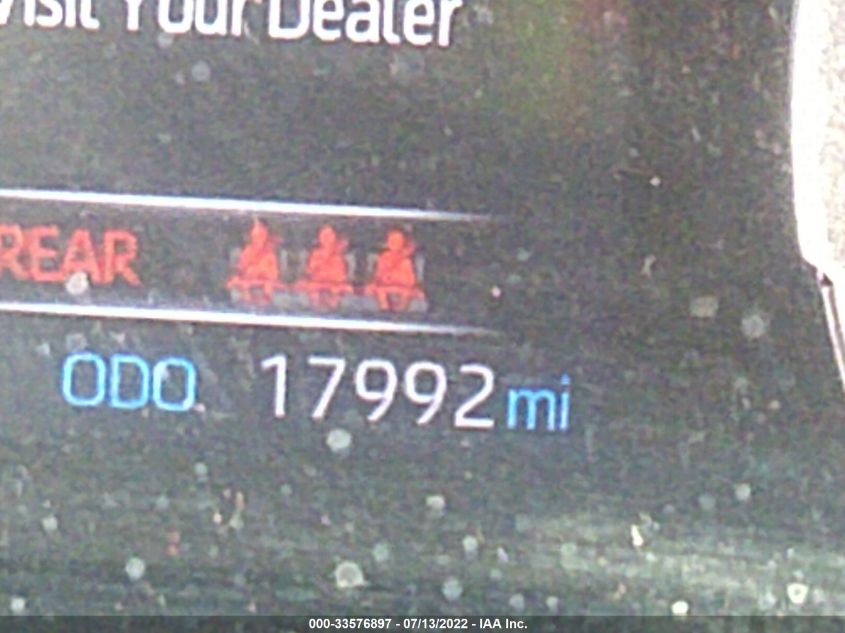 Visit Your Dealer
REAR
ODO 17992 mi
000-33576897 - 07/13/2022 - IAA Inc.